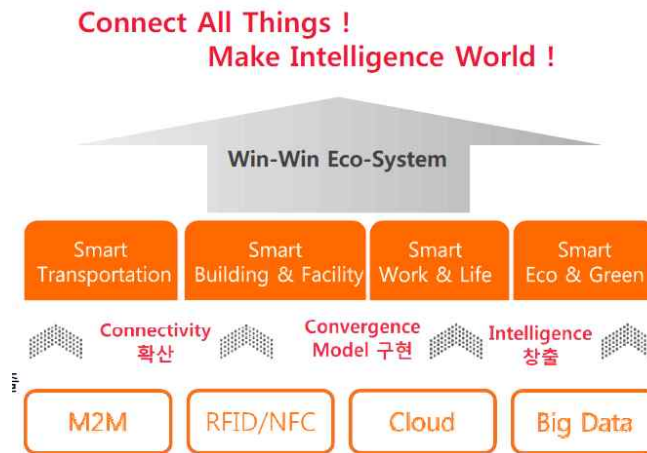 Connect All Things !
Make Intelligence World !
Win-Win Eco-System
Smart
Transportation
Smart
Building & Facility
Smart
Work & Life
Smart
Eco & Green
Connectivity
확산
Convergence
Model 구현
Intelligence
창출
M2M
RFID/NFC
Cloud
Big Data